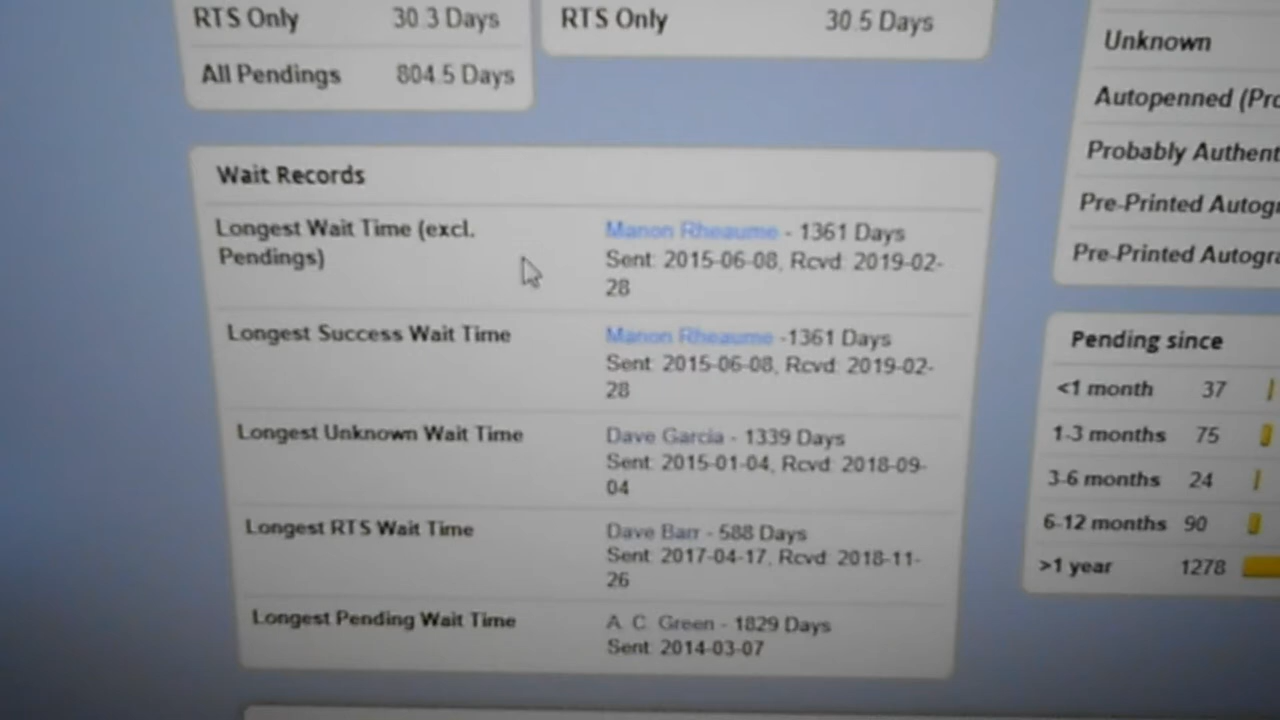 RTS Only 30.3 Days
All Pendings 804.5 Days
RTS Only 30.5 Days
Wait Records
Longest Wait Time (excl.
Pendings)
Manon Rheaume - 1361 Days
Sent: 2015-06-08, Rcvd: 2019-02-
28
Longest Success Wait Time
Manon Rheaume -1361 Days
Sent: 2015-06-08, Rcvd: 2019-02-
28
Longest Unknown Wait Time
Dave Garcia - 1339 Days
Sent: 2015-01-04, Rcvd: 2018-09-
04
Longest RTS Wait Time
Dave Barr - 588 Days
Sent: 2017-04-17, Rcvd: 2018-11-
26
Longest Pending Wait Time
A. C. Green - 1829 Days
Sent: 2014-03-07
Unknown
Autopenned (Pro
Probably Authent
Pre-Printed Autog
Pre-Printed Autogra
Pending since
<1 month 37
1-3 months 75
3-6 months 24
6-12 months 90
>1 year 1278